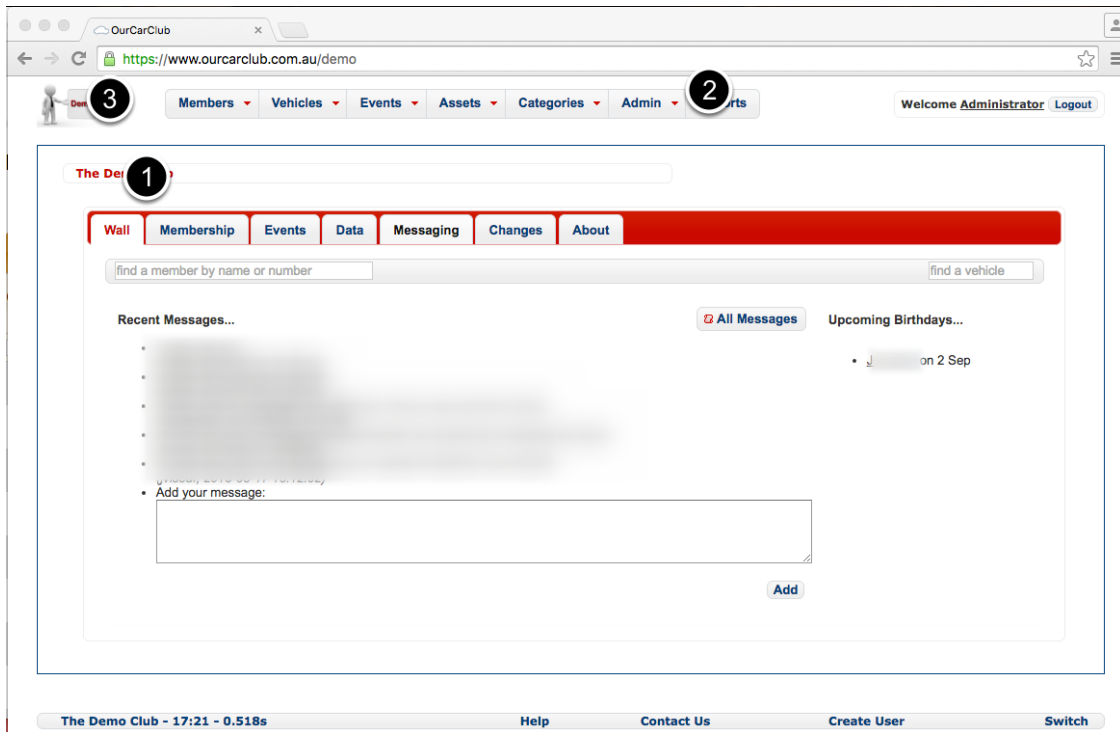 OurCarClub
https://www.ourcarclub.com.au/demo
3 Members Vehicles Events Assets Categories Admin 2 Welcome Administrator Logout
The 1
Wall Membership Events Data Messaging Changes About
find a member by name or number find a vehicle
Recent Messages... All Messages Upcoming Birthdays...
on 2 Sep
Add your message:
Add
The Demo Club - 17:21 - 0.518s Help Contact Us Create User Switch